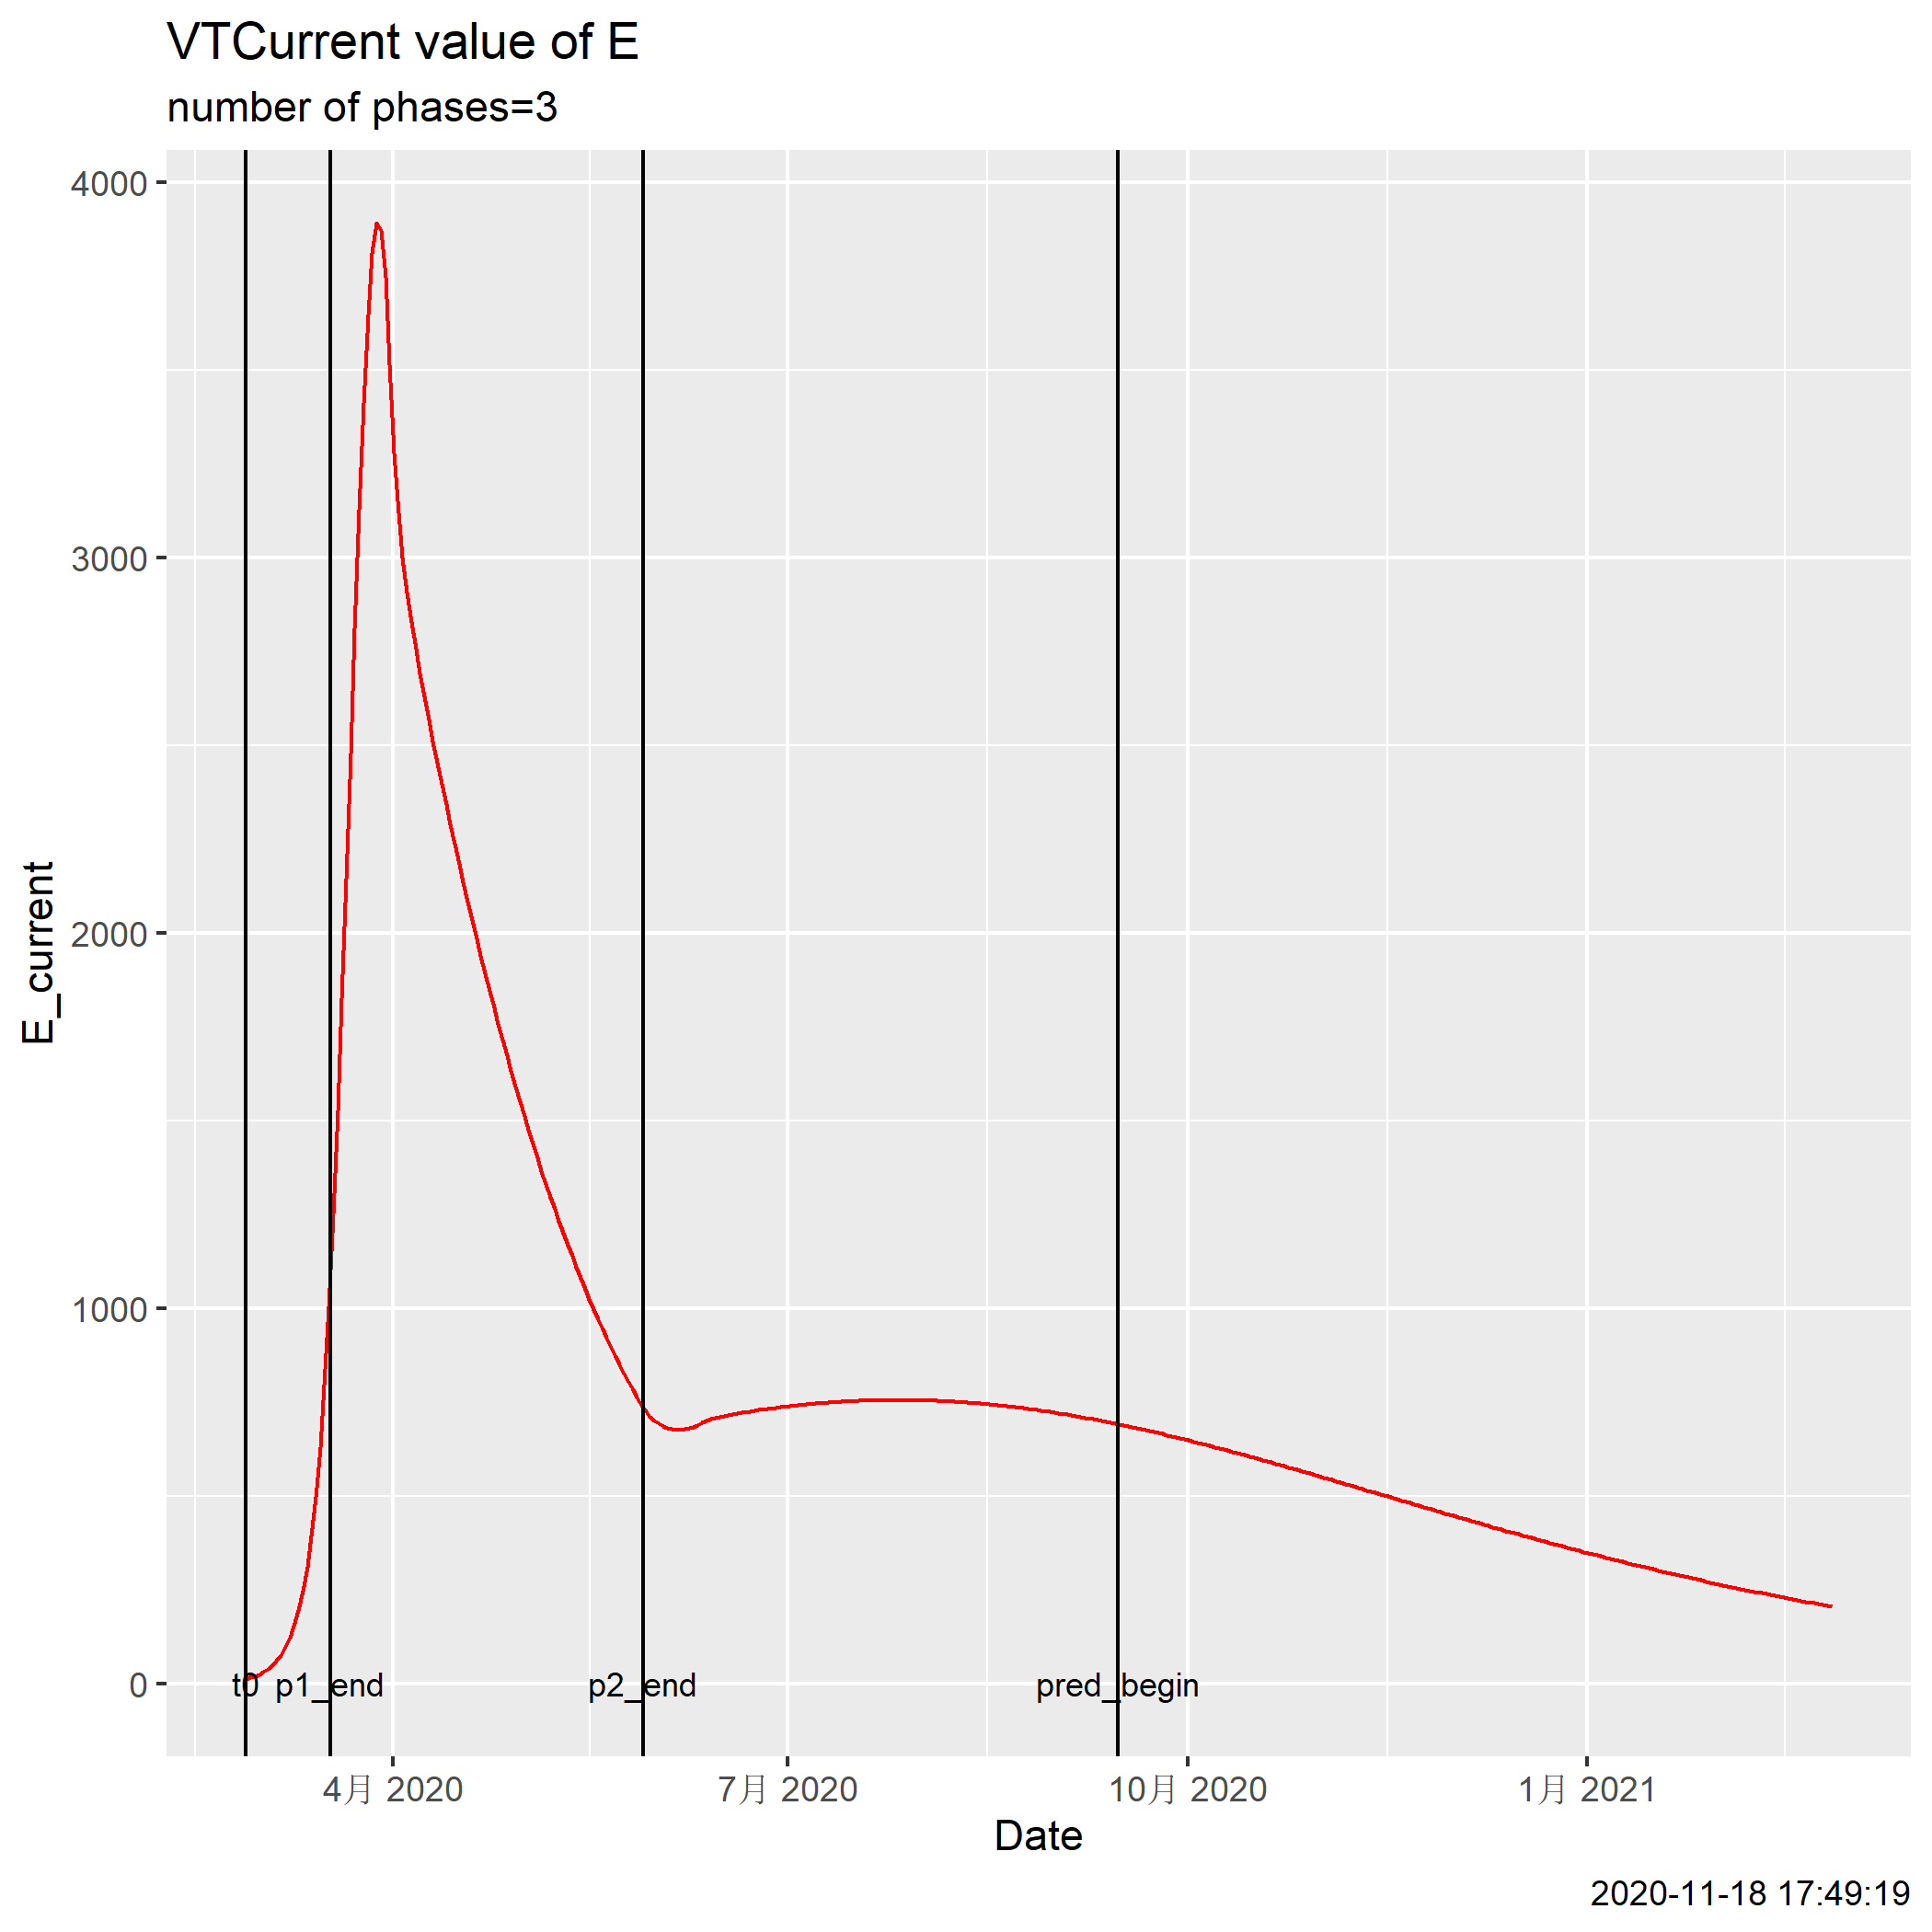 VTCurrent value of E
number of phases=3
4000
3000
2000
1000
0
E_current
t0 p1_end p2_end pred_begin
4月 2020 7月 2020 10月 2020 1月 2021
Date
2020-11-18 17:49:19